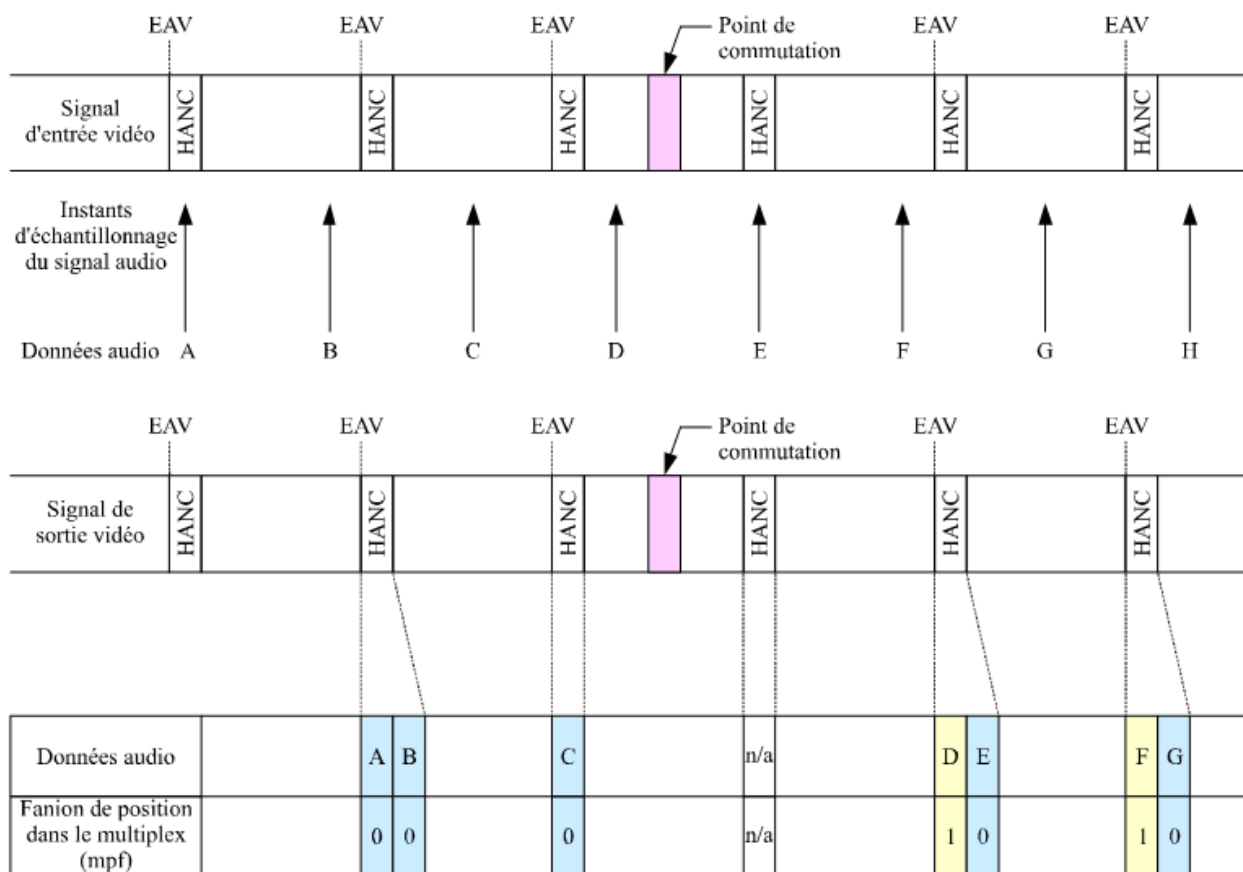 EAV EAV EAV Point de commutation EAV EAV
Signal d'entrée vidéo
HANC HANC HANC HANC HANC HANC
Instants d'échantillonnage du signal audio
Données audio A B C D E F G H
EAV EAV EAV Point de commutation EAV EAV
Signal de sortie vidéo
HANC HANC HANC HANC HANC HANC
Données audio A B C n/a D E F G
Fanion de position dans le multiplex (mpf) 0 0 0 n/a 1 0 1 0